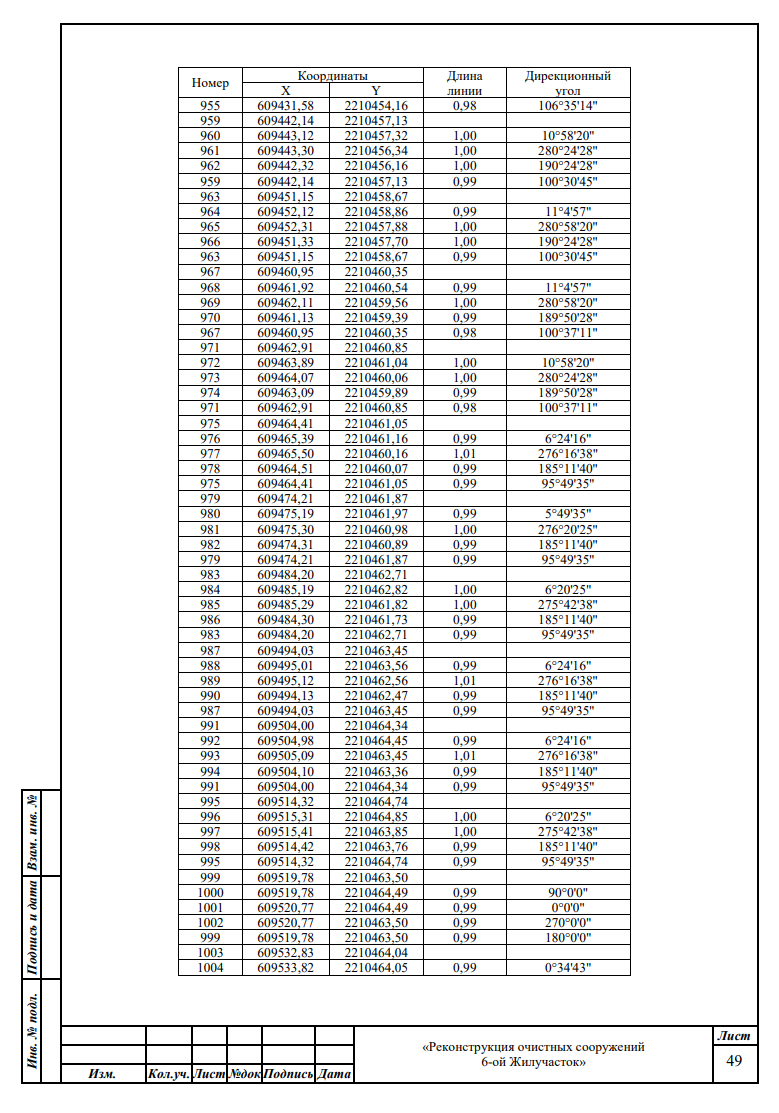 Номер Координаты Длина линии Дирекционный угол
X Y
955 609431,58 2210454,16 0,98 106°35'14"
959 609442,14 2210457,13
960 609443,12 2210457,32 1,00 10°58'20"
961 609443,30 2210456,34 1,00 280°24'28"
962 609442,32 2210456,16 1,00 190°24'28"
959 609442,14 2210457,13 0,99 100°30'45"
963 609451,15 2210458,67
964 609452,12 2210458,86 0,99 11°4'57"
965 609452,31 2210457,88 1,00 280°58'20"
966 609451,33 2210457,70 1,00 190°24'28"
963 609451,15 2210458,67 0,99 100°30'45"
967 609460,95 2210460,35
968 609461,92 2210460,54 0,99 11°4'57"
969 609462,11 2210459,56 1,00 280°58'20"
970 609461,13 2210459,39 0,99 189°50'28"
967 609460,95 2210460,35 0,98 100°37'11"
971 609462,91 2210460,85
972 609463,89 2210461,04 1,00 10°58'20"
973 609464,07 2210460,06 1,00 280°24'28"
974 609463,09 2210459,89 0,99 189°50'28"
971 609462,91 2210460,85 0,98 100°37'11"
975 609464,41 2210461,05
976 609465,39 2210461,16 0,99 6°24'16"
977 609465,50 2210460,16 1,01 276°16'38"
978 609464,51 2210460,07 0,99 185°11'40"
975 609464,41 2210461,05 0,99 95°49'35"
979 609474,21 2210461,87
980 609475,19 2210461,97 0,99 5°49'35"
981 609475,30 2210460,98 1,00 276°20'25"
982 609474,31 2210460,89 0,99 185°11'40"
979 609474,21 2210461,87 0,99 95°49'35"
983 609484,20 2210462,71
984 609485,19 2210462,82 1,00 6°20'25"
985 609485,29 2210461,82 1,00 275°42'38"
986 609484,30 2210461,73 0,99 185°11'40"
983 609484,20 2210462,71 0,99 95°49'35"
987 609494,03 2210463,45
988 609495,01 2210463,56 0,99 6°24'16"
989 609495,12 2210462,56 1,01 276°16'38"
990 609494,13 2210462,47 0,99 185°11'40"
987 609494,03 2210463,45 0,99 95°49'35"
991 609504,00 2210464,34
992 609504,98 2210464,45 0,99 6°24'16"
993 609505,09 2210463,45 1,01 276°16'38"
994 609504,10 2210463,36 0,99 185°11'40"
991 609504,00 2210464,34 0,99 95°49'35"
995 609514,32 2210464,74
996 609515,31 2210464,85 1,00 6°20'25"
997 609515,41 2210463,85 1,00 275°42'38"
998 609514,42 2210463,76 0,99 185°11'40"
995 609514,32 2210464,74 0,99 95°49'35"
999 609519,78 2210463,50
1000 609519,78 2210464,49 0,99 90°0'0"
1001 609520,77 2210464,49 0,99 0°0'0"
1002 609520,77 2210463,50 0,99 270°0'0"
999 609519,78 2210463,50 0,99 180°0'0"
1003 609532,83 2210464,04
1004 609533,82 2210464,05 0,99 0°34'43"
Взам. инв. №
Подпись и дата
Инв. № подл.
Изм. Кол.уч. Лист №док Подпись Дата
«Реконструкция очистных сооружений
6-ой Жилучасток»
Лист
49